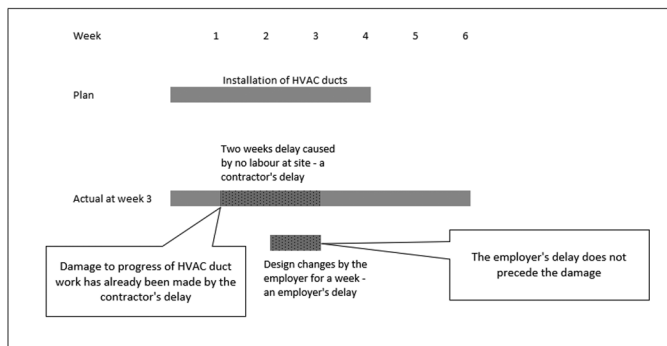 Week 1 2 3 4 5 6
Installation of HVAC ducts
Plan
Two weeks delay caused
by no labour at site - a
contractor's delay
Actual at week 3
Damage to progress of HVAC duct
work has already been made by the
contractor's delay
Design changes by the
employer for a week -
an employer's delay
The employer's delay does not
precede the damage